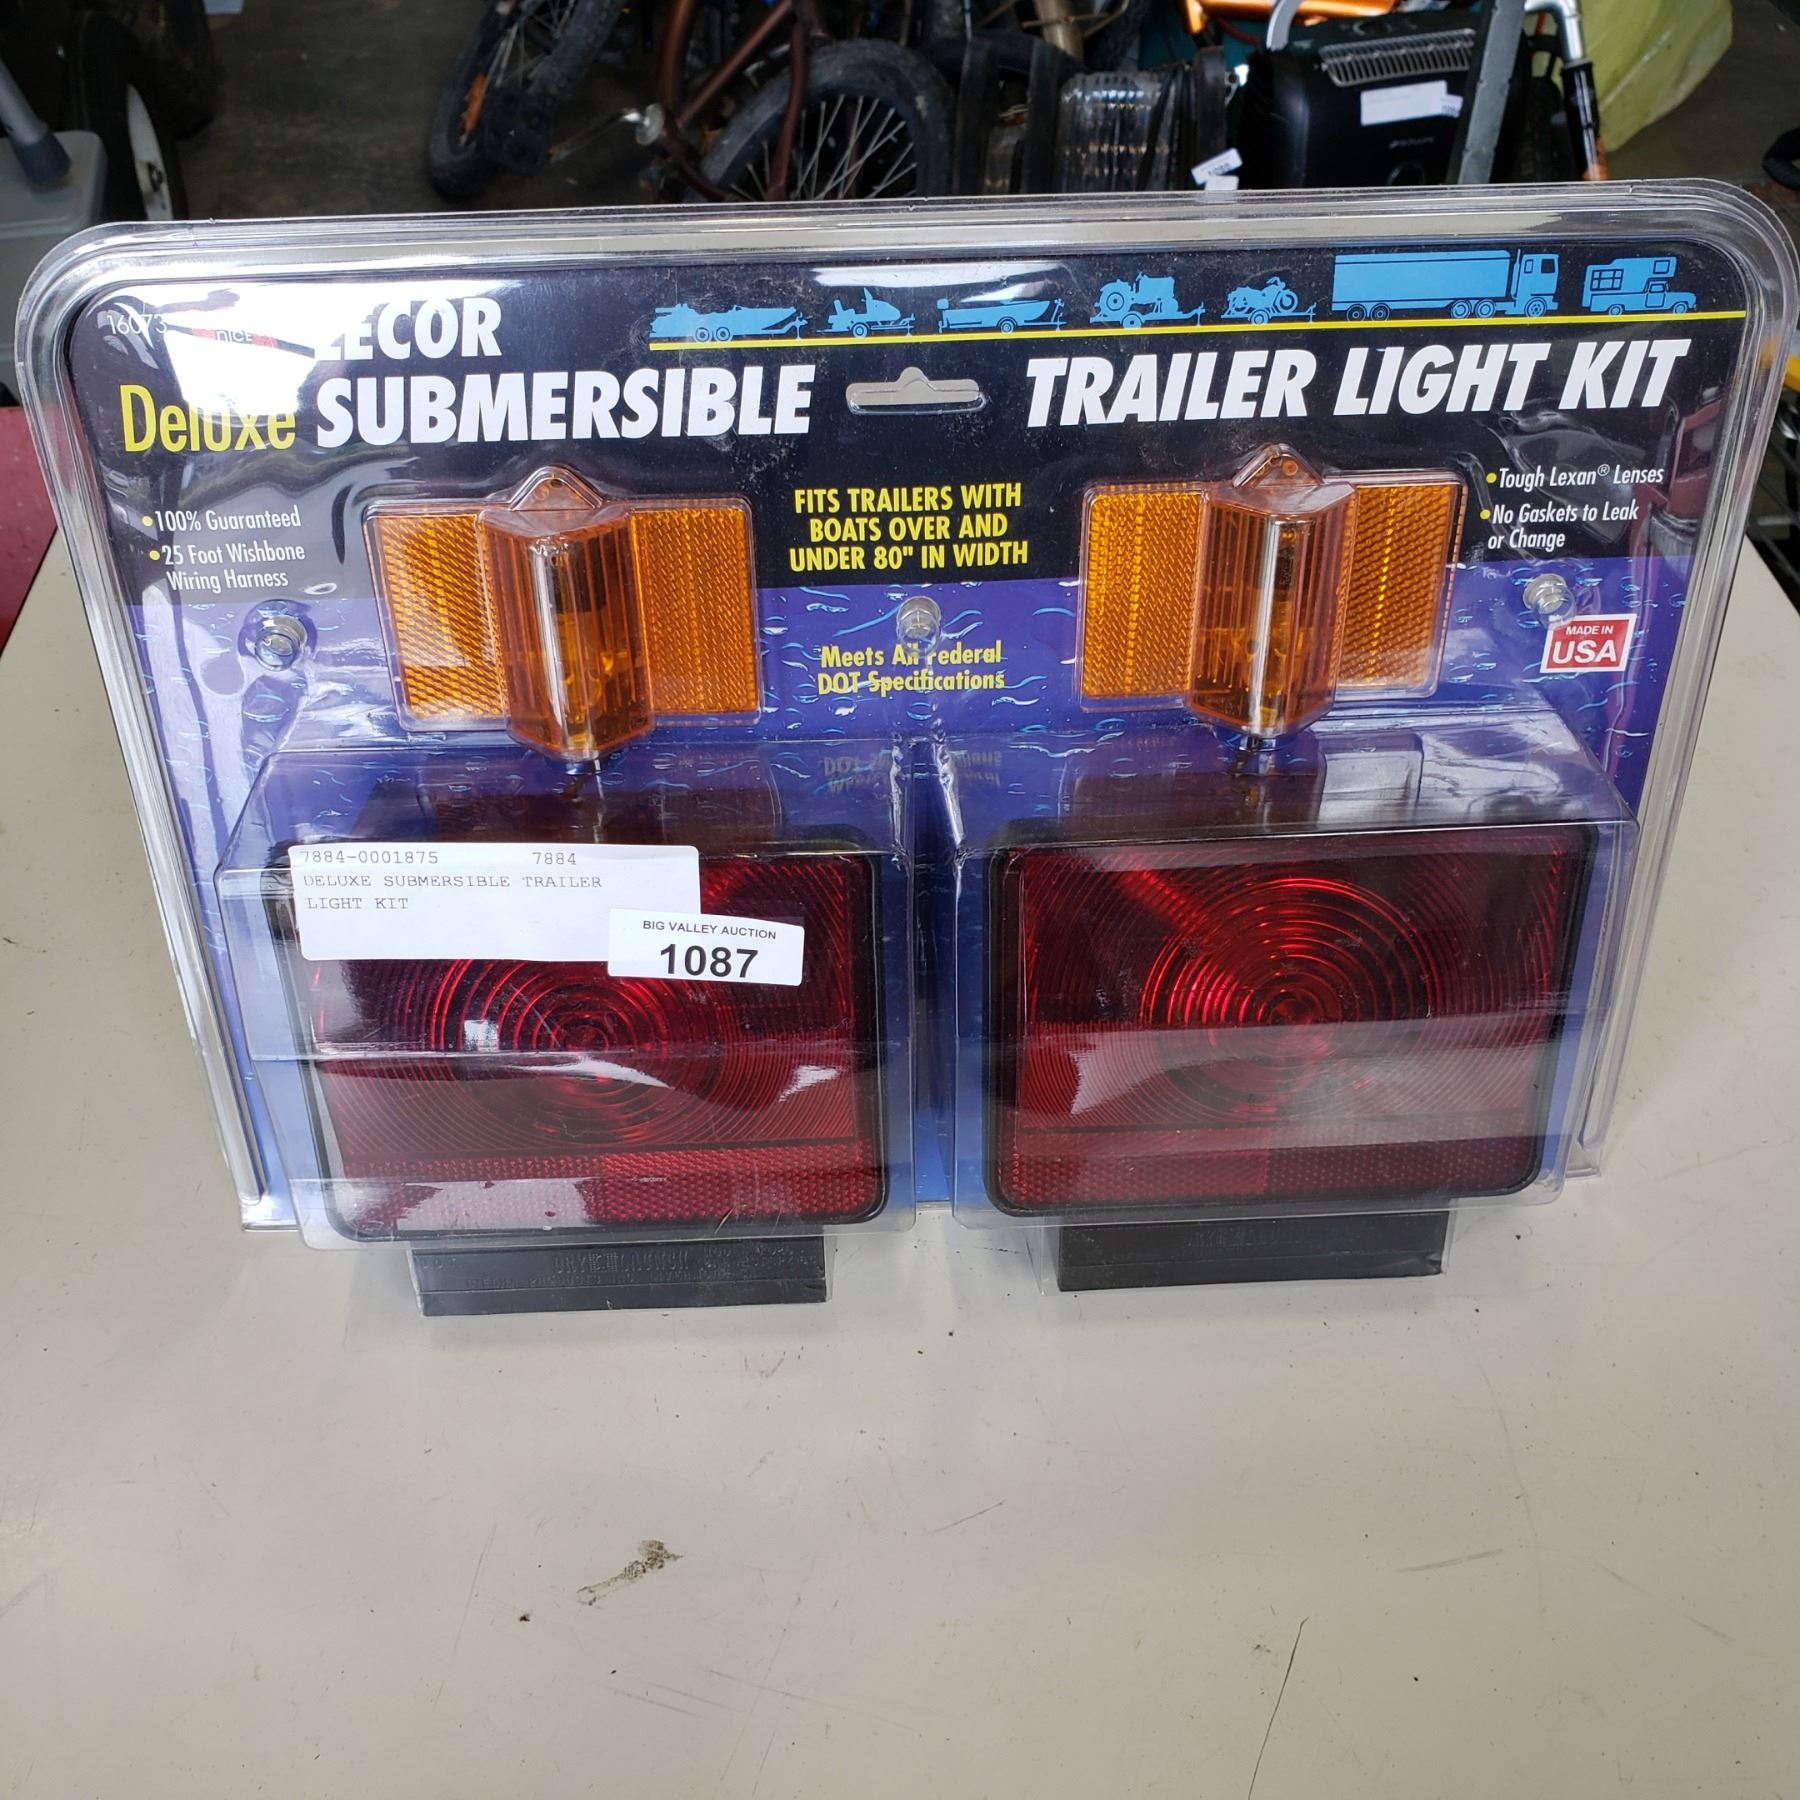 16073
NICE
ECOR
Deluxe SUBMERSIBLE
TRAILER LIGHT KIT
•100% Guaranteed
•25 Foot Wishbone
Wiring Harness
FITS TRAILERS WITH
BOATS OVER AND
UNDER 80" IN WIDTH
•Tough Lexan® Lenses
•No Gaskets to Leak
or Change
MADE IN
USA
Meets All Federal
DOT Specifications
7884-0001875 7884
DELUXE SUBMERSIBLE TRAILER
LIGHT KIT
BIG VALLEY AUCTION
1087